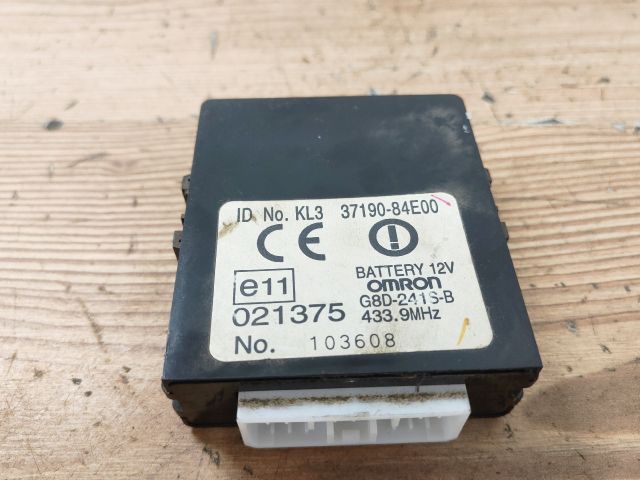 ID No. KL3 37190-84E00
CE
BATTERY 12V
e11
OMRON
G8D-241S-B
021375
433.9MHz
No. 103608